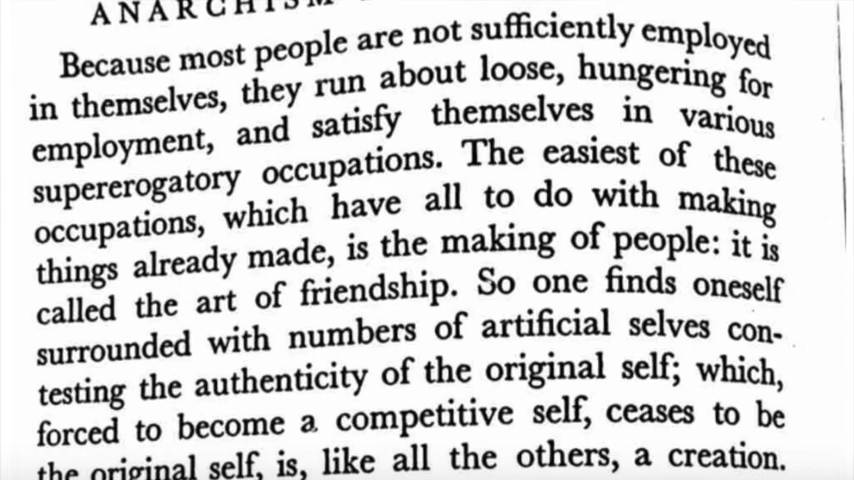 ANARCHISM
Because most people are not sufficiently employed
in themselves, they run about loose, hungering for
employment, and satisfy themselves in various
supererogatory occupations. The easiest of these
occupations, which have all to do with making
things already made, is the making of people: it is
called the art of friendship. So one finds oneself
surrounded with numbers of artificial selves con-
testing the authenticity of the original self; which,
forced to become a competitive self, ceases to be
the original self, is, like all the others, a creation.